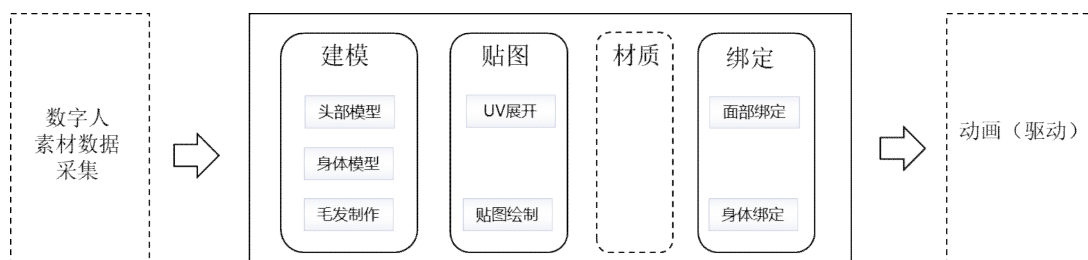 数字人
素材数据
采集
建模
头部模型
身体模型
毛发制作
贴图
UV展开
贴图绘制
材质
绑定
面部绑定
身体绑定
动画（驱动）